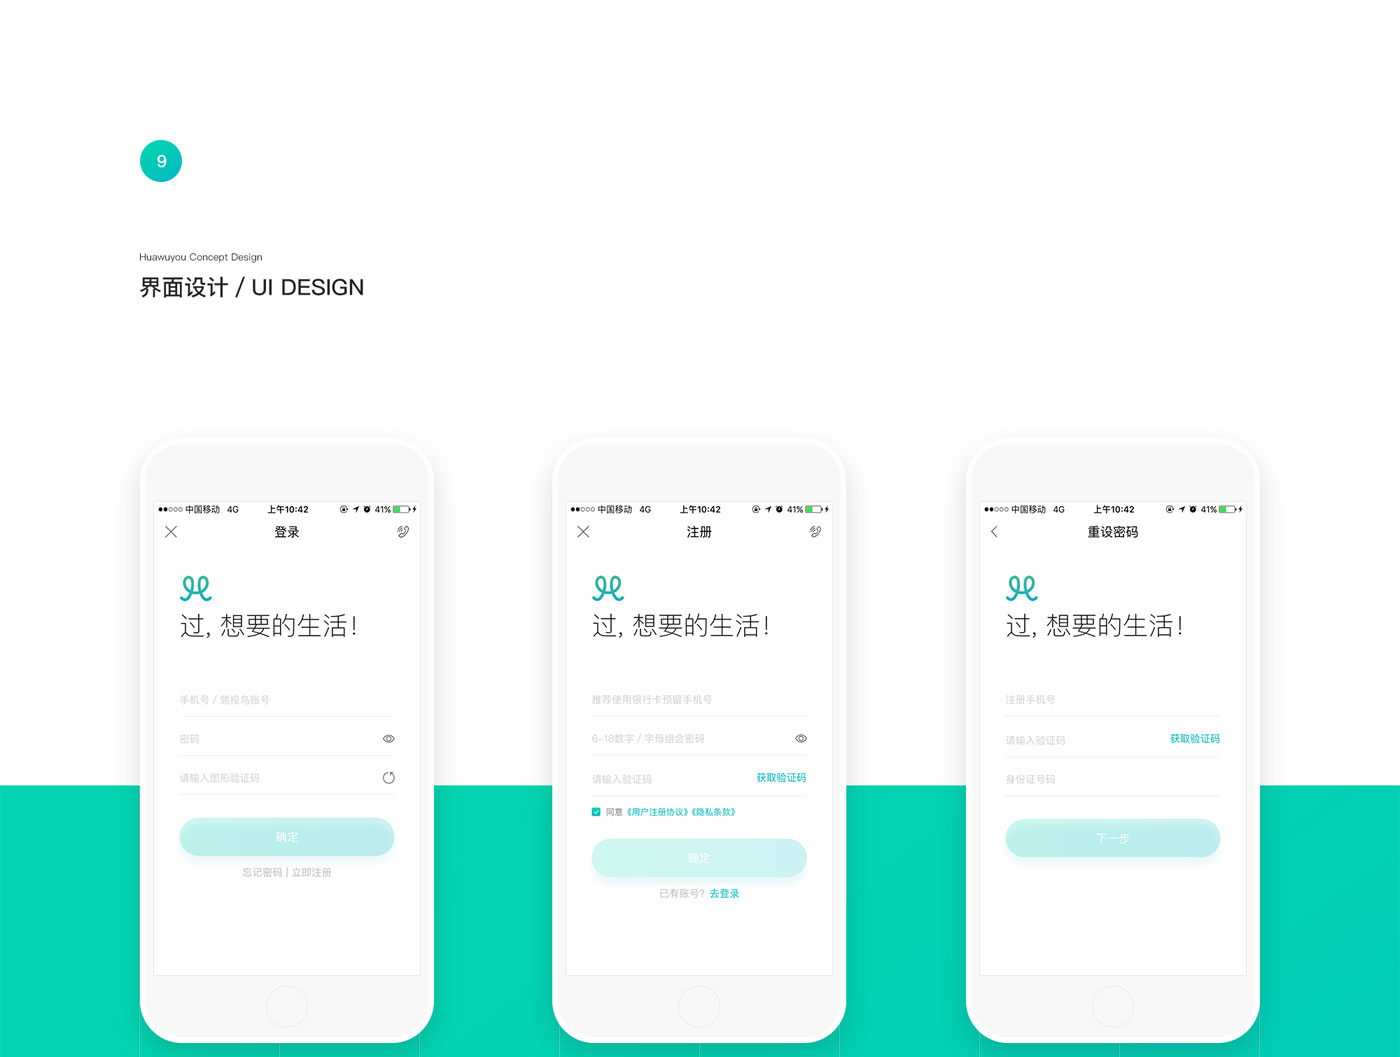 9
Huawuyou Concept Design
界面设计 / UI DESIGN
中国移动 4G 上午10:42 41%
登录
过, 想要的生活!
手机号 / 领投鸟账号
密码
请输入图形验证码
确定
忘记密码 | 立即注册
中国移动 4G 上午10:42 41%
注册
过, 想要的生活!
推荐使用银行卡预留手机号
6-18数字 / 字母组合密码
请输入验证码 获取验证码
同意《用户注册协议》《隐私条款》
确定
已有账号? 去登录
中国移动 4G 上午10:42 41%
重设密码
过, 想要的生活!
注册手机号
请输入验证码 获取验证码
身份证号码
下一步